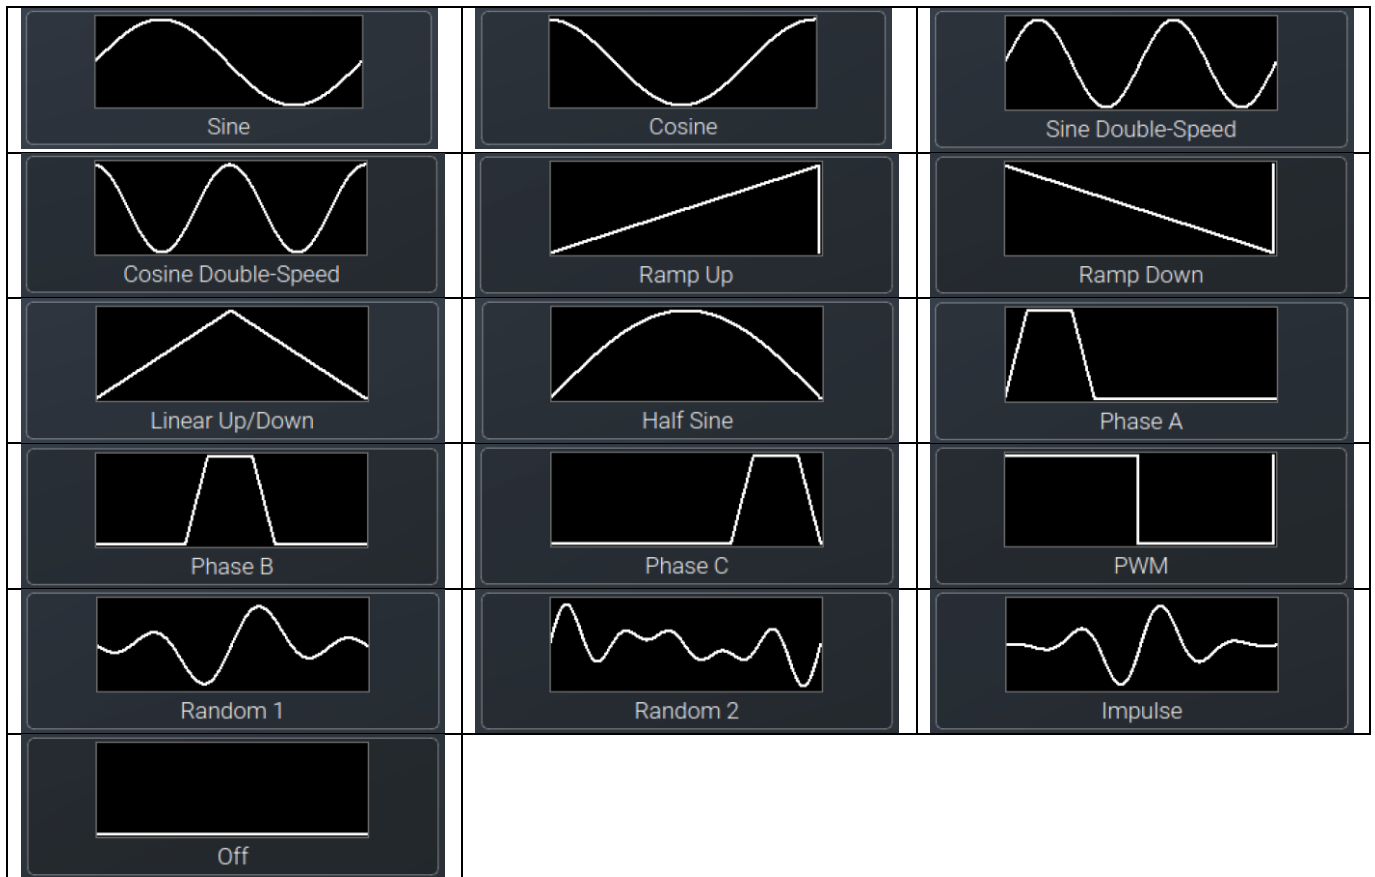 Sine
Cosine
Sine Double-Speed
Cosine Double-Speed
Ramp Up
Ramp Down
Linear Up/Down
Half Sine
Phase A
Phase B
Phase C
PWM
Random 1
Random 2
Impulse
Off